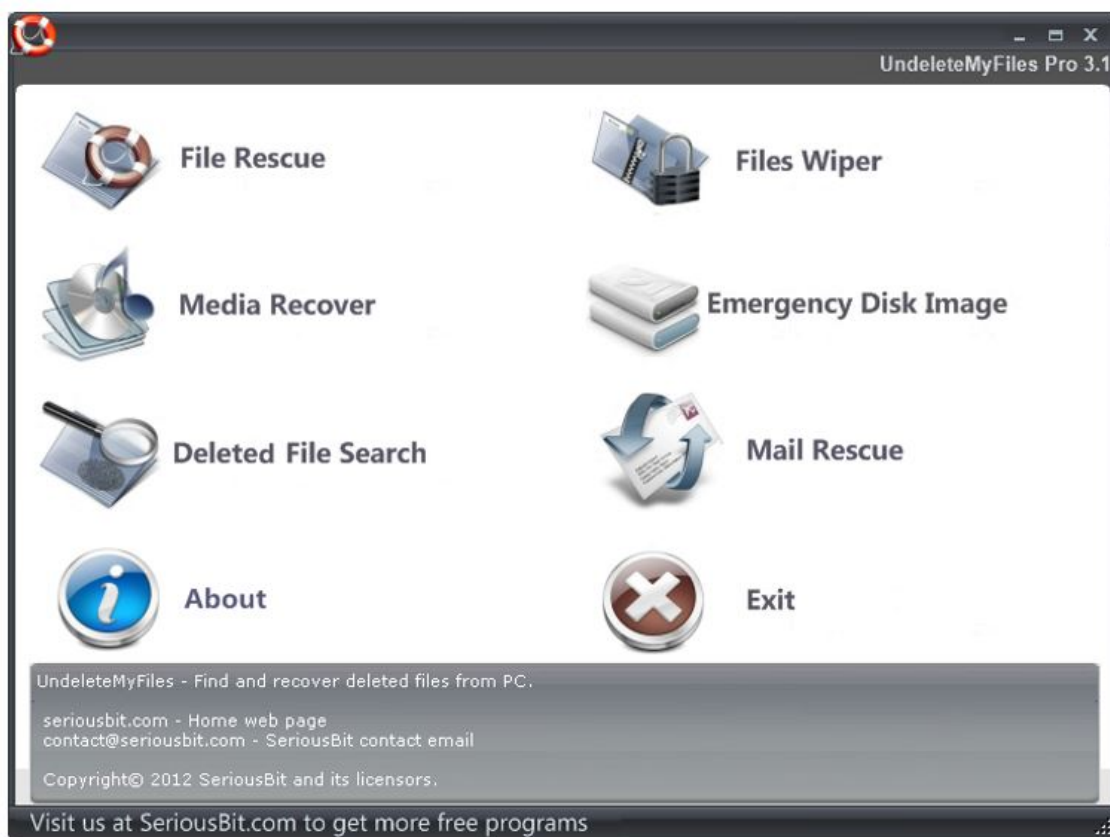 UndeleteMyFiles Pro 3.1
File Rescue
Files Wiper
Media Recover
Emergency Disk Image
Deleted File Search
Mail Rescue
About
Exit
UndeleteMyFiles - Find and recover deleted files from PC.
seriousbit.com - Home web page
contact@seriousbit.com - SeriousBit contact email
Copyright© 2012 SeriousBit and its licensors.
Visit us at SeriousBit.com to get more free programs